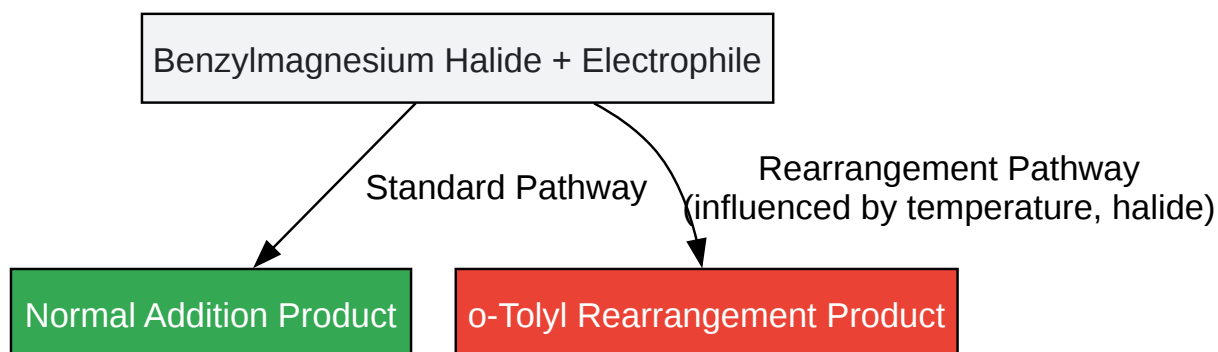 Benzylmagnesium Halide + Electrophile
Standard Pathway
Rearrangement Pathway
(influenced by temperature, halide)
Normal Addition Product
o-Tolyl Rearrangement Product